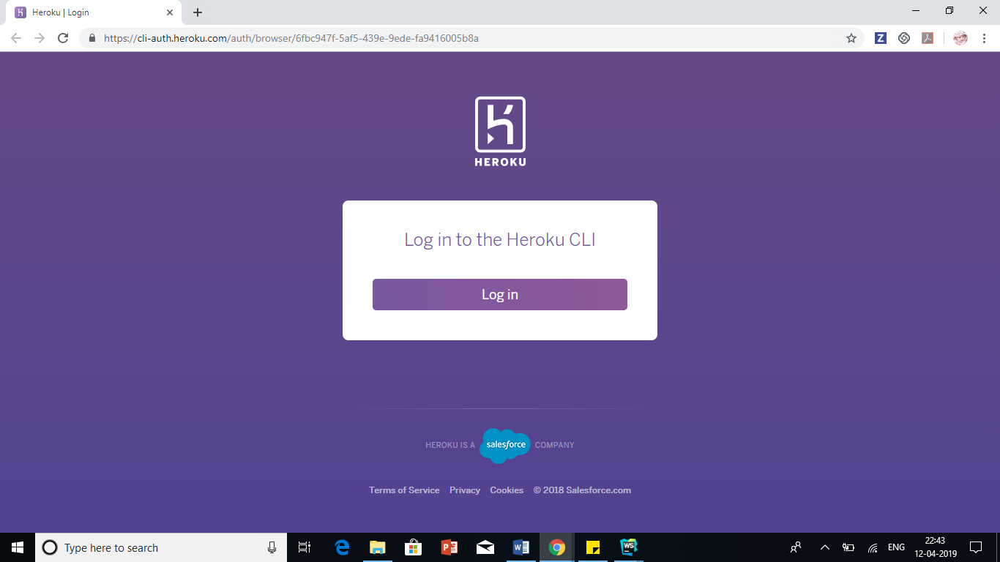 Heroku | Login
https://cli-auth.heroku.com/auth/browser/6fbc947f-5af5-439e-9ede-fa9416005b8a
Z
HEROKU
Log in to the Heroku CLI
Log in
HEROKU IS A salesforce COMPANY
Terms of Service Privacy Cookies © 2018 Salesforce.com
Type here to search
WS
ENG
22:43
12-04-2019